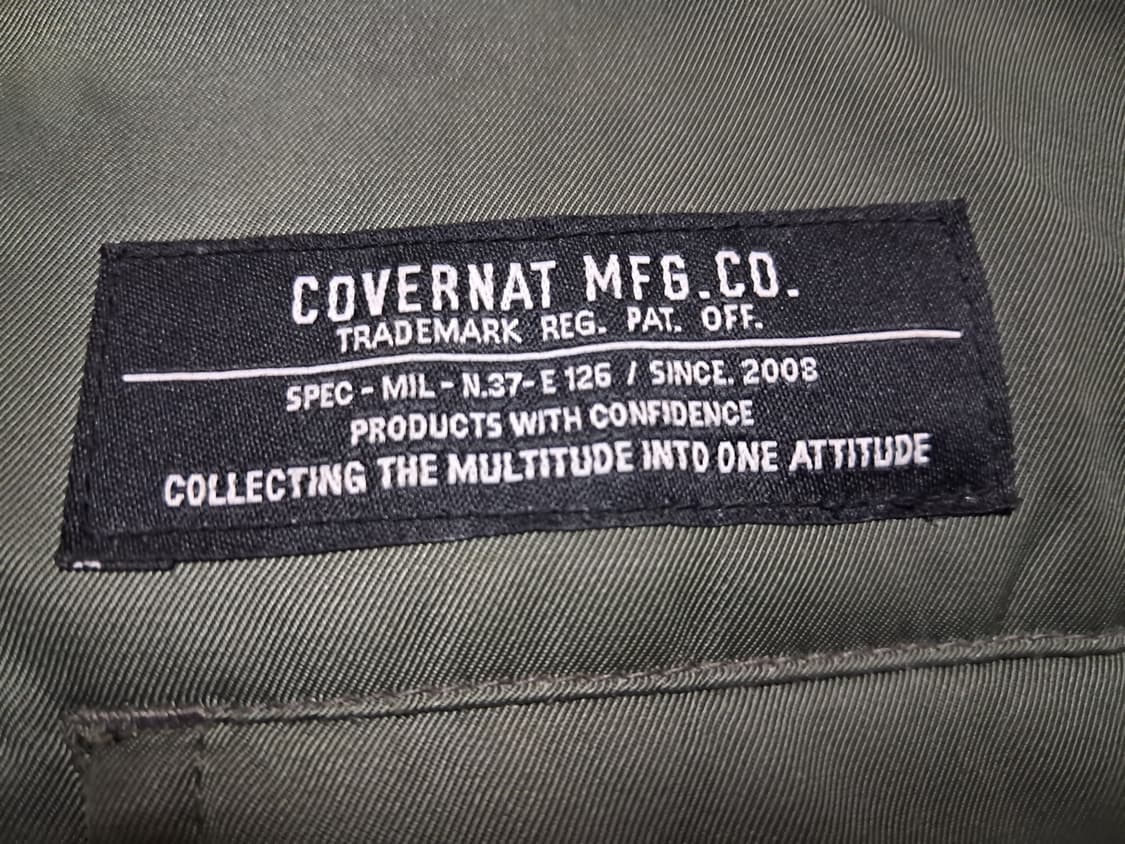 COVERNAT MFG.CO.
TRADEMARK REG. PAT. OFF.
SPEC - MIL - N.37- E 126 / SINCE. 2008
PRODUCTS WITH CONFIDENCE
COLLECTING THE MULTITUDE INTO ONE ATTITUDE